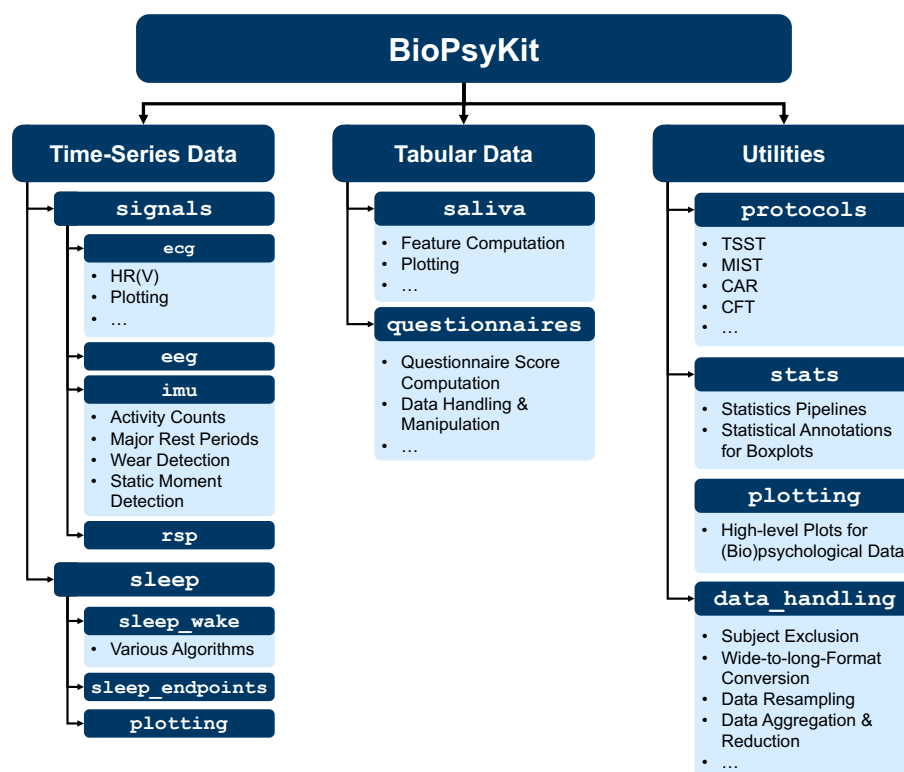 BioPsyKit
Time-Series Data
signals
ecg
• HR(V)
• Plotting
• …
eeg
imu
• Activity Counts
• Major Rest Periods
• Wear Detection
• Static Moment
Detection
rsp
sleep
sleep_wake
• Various Algorithms
sleep_endpoints
plotting
Tabular Data
saliva
• Feature Computation
• Plotting
• …
questionnaires
• Questionnaire Score
Computation
• Data Handling &
Manipulation
• …
Utilities
protocols
• TSST
• MIST
• CAR
• CFT
• …
stats
• Statistics Pipelines
• Statistical Annotations
for Boxplots
plotting
• High-level Plots for
(Bio)psychological Data
data_handling
• Subject Exclusion
• Wide-to-long-Format
Conversion
• Data Resampling
• Data Aggregation &
Reduction
• …